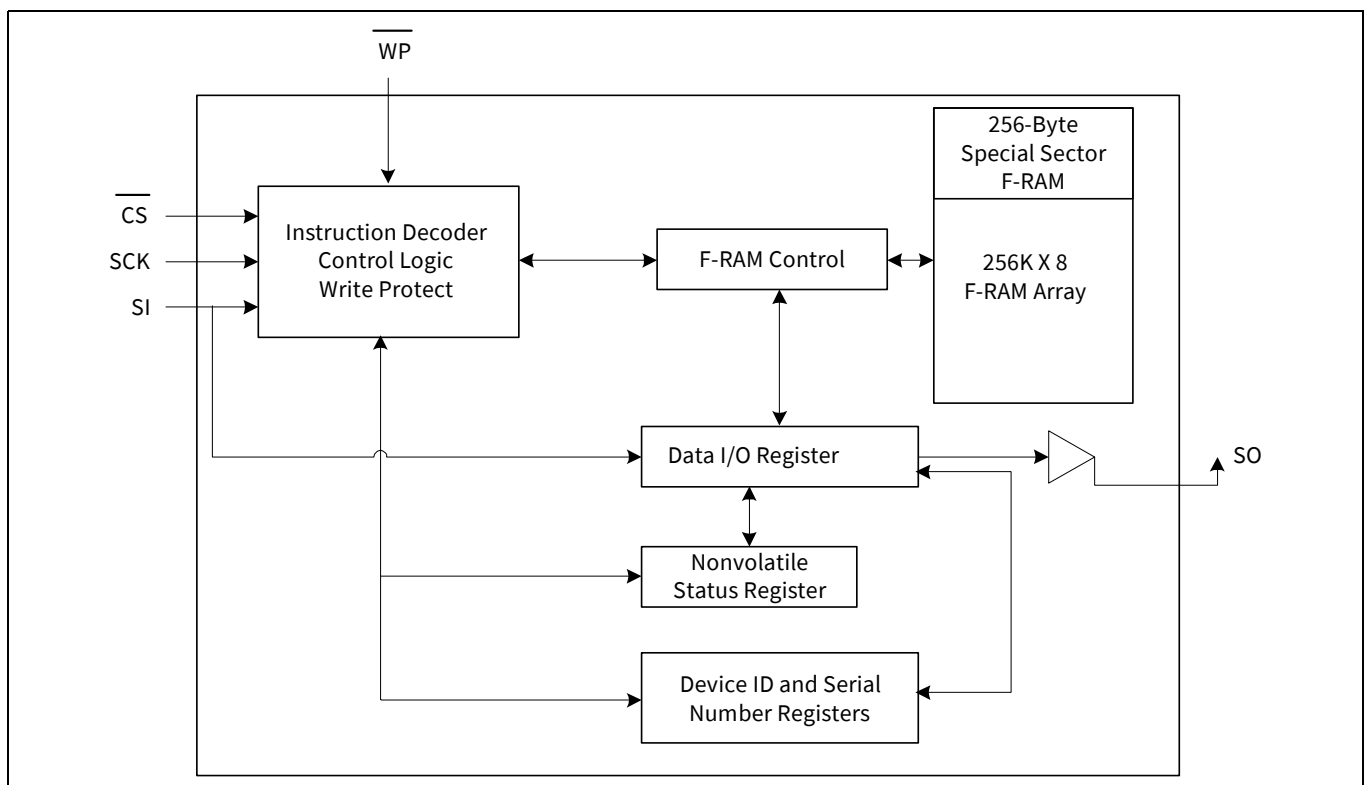 WP
256-Byte
Special Sector
F-RAM
CS
SCK
SI
Instruction Decoder
Control Logic
Write Protect
F-RAM Control
256K X 8
F-RAM Array
Data I/O Register
SO
Nonvolatile
Status Register
Device ID and Serial
Number Registers